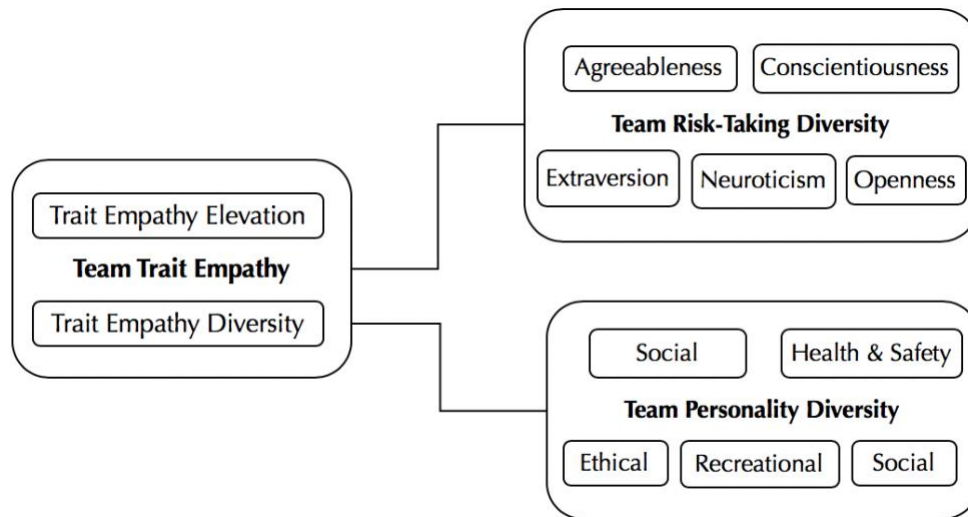 Agreeableness
Conscientiousness
Team Risk-Taking Diversity
Extraversion
Neuroticism
Openness
Trait Empathy Elevation
Team Trait Empathy
Trait Empathy Diversity
Social
Health & Safety
Team Personality Diversity
Ethical
Recreational
Social